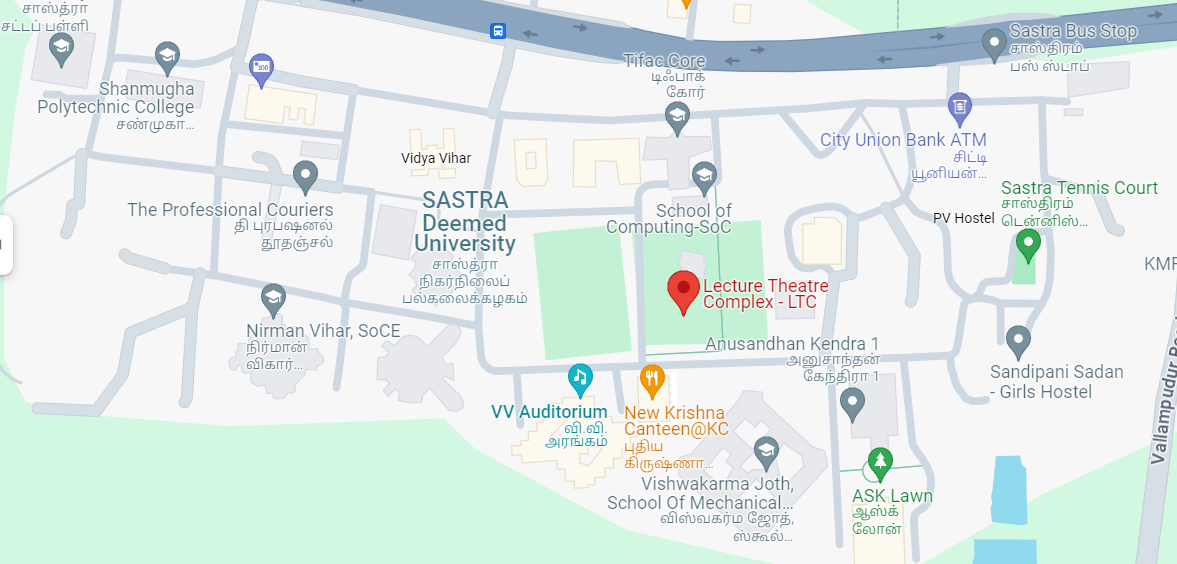 சாஸ்த்ரா
சட்டப் பள்ளி
Shanmugha
Polytechnic College
சண்முகா...
Tifac Core
டிஃபாக்
கோர்
Sastra Bus Stop
சாஸ்திரம்
பஸ் ஸ்டாப்
City Union Bank ATM
சிட்டி
யூனியன்...
Vidya Vihar
The Professional Couriers
தி புரபஷனல்
தூதஞ்சல்
SASTRA
Deemed
University
சாஸ்த்ரா
நிகர்நிலைப்
பல்கலைக்கழகம்
School of
Computing-SoC
Sastra Tennis Court
சாஸ்திரம்
டென்னிஸ்...
PV Hostel
KMF
Lecture Theatre
Complex - LTC
Nirman Vihar, SoCE
நிர்மான்
விகார்...
Anusandhan Kendra 1
அனுசாந்தன்
கேந்திரா 1
Sandipani Sadan
- Girls Hostel
Vallampudur Road
VV Auditorium
வி.வி.
அரங்கம்
New Krishna
Canteen@KC
புதிய
கிருஷ்ணா...
Vishwakarma Joth,
School Of Mechanical...
விஸ்வகர்ம ஜோத்,
ஸ்கூல்...
ASK Lawn
ஆஸ்க்
லோன்